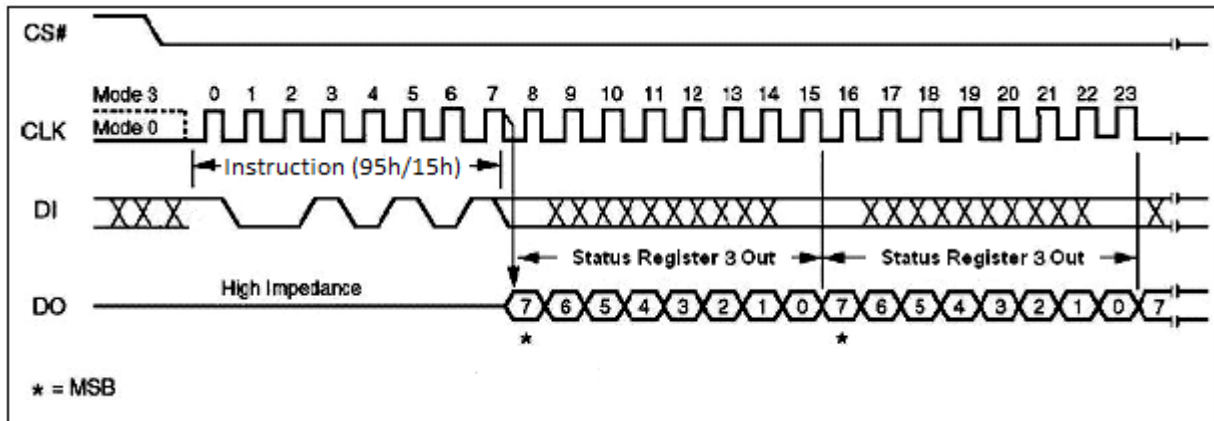 CS#
Mode 3
0 1 2 3 4 5 6 7 8 9 10 11 12 13 14 15 16 17 18 19 20 21 22 23
CLK
Mode 0
Instruction (95h/15h)
DI
Status Register 3 Out
Status Register 3 Out
High Impedance
DO
7 6 5 4 3 2 1 0 7 6 5 4 3 2 1 0 7
* *
* = MSB